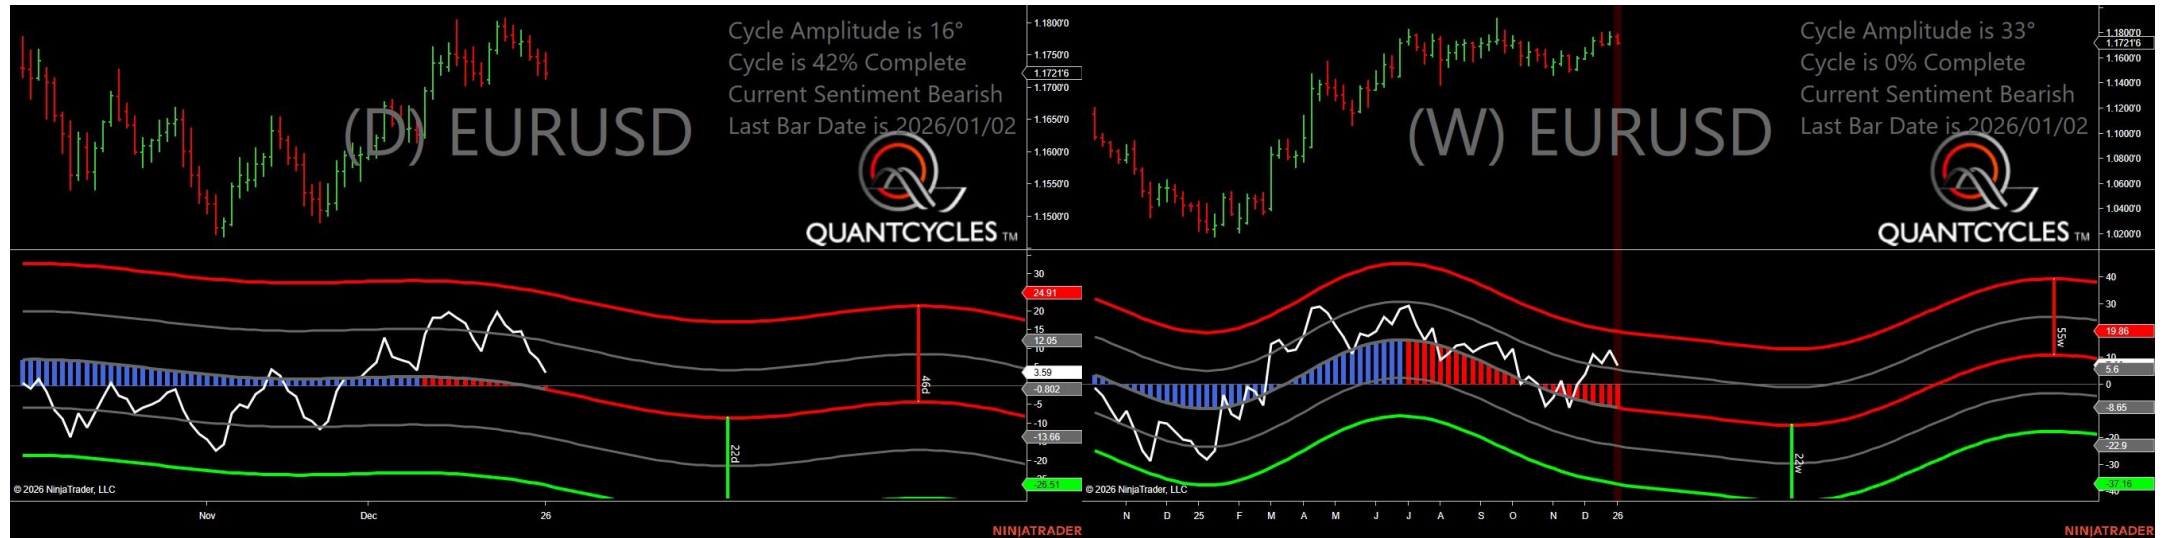 Cycle Amplitude is 16°
Cycle is 42% Complete
Current Sentiment Bearish
Last Bar Date is 2026/01/02
(D) EURUSD
QUANTCYCLES TM
1.1800'0
1.1750'0
1.1721'6
1.1700'0
1.1650'0
1.1600'0
1.1550'0
1.1500'0
30
24.91
20
15
10
12.05
3.59
-0.802
-5
-10
-13.66
-20
-26.51
46d
22d
© 2026 NinjaTrader, LLC
Nov Dec 26
NINJATRADER
Cycle Amplitude is 33°
Cycle is 0% Complete
Current Sentiment Bearish
Last Bar Date is 2026/01/02
(W) EURUSD
QUANTCYCLES TM
1.1800'0
1.1721'6
1.1600'0
1.1400'0
1.1200'0
1.1000'0
1.0800'0
1.0600'0
1.0400'0
1.0200'0
40
30
19.86
10
5.6
0
-8.65
-20
-22.9
-30
-37.16
-40
55w
22w
© 2026 NinjaTrader, LLC
N D 25 F M A M J J A S O N D 26
NINJATRADER